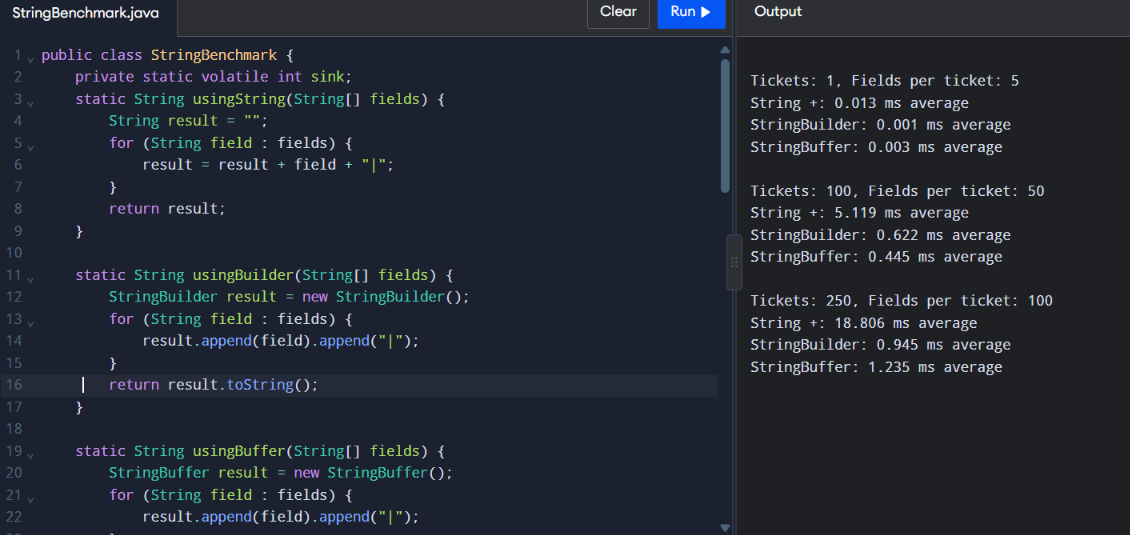 StringBenchmark.java
Clear
Run
Output
1 public class StringBenchmark {
2     private static volatile int sink;
3     static String usingString(String[] fields) {
4         String result = "";
5         for (String field : fields) {
6             result = result + field + "|";
7         }
8         return result;
9     }
10
11     static String usingBuilder(String[] fields) {
12         StringBuilder result = new StringBuilder();
13         for (String field : fields) {
14             result.append(field).append("|");
15         }
16         return result.toString();
17     }
18
19     static String usingBuffer(String[] fields) {
20         StringBuffer result = new StringBuffer();
21         for (String field : fields) {
22             result.append(field).append("|");
Tickets: 1, Fields per ticket: 5
String +: 0.013 ms average
StringBuilder: 0.001 ms average
StringBuffer: 0.003 ms average
Tickets: 100, Fields per ticket: 50
String +: 5.119 ms average
StringBuilder: 0.622 ms average
StringBuffer: 0.445 ms average
Tickets: 250, Fields per ticket: 100
String +: 18.806 ms average
StringBuilder: 0.945 ms average
StringBuffer: 1.235 ms average